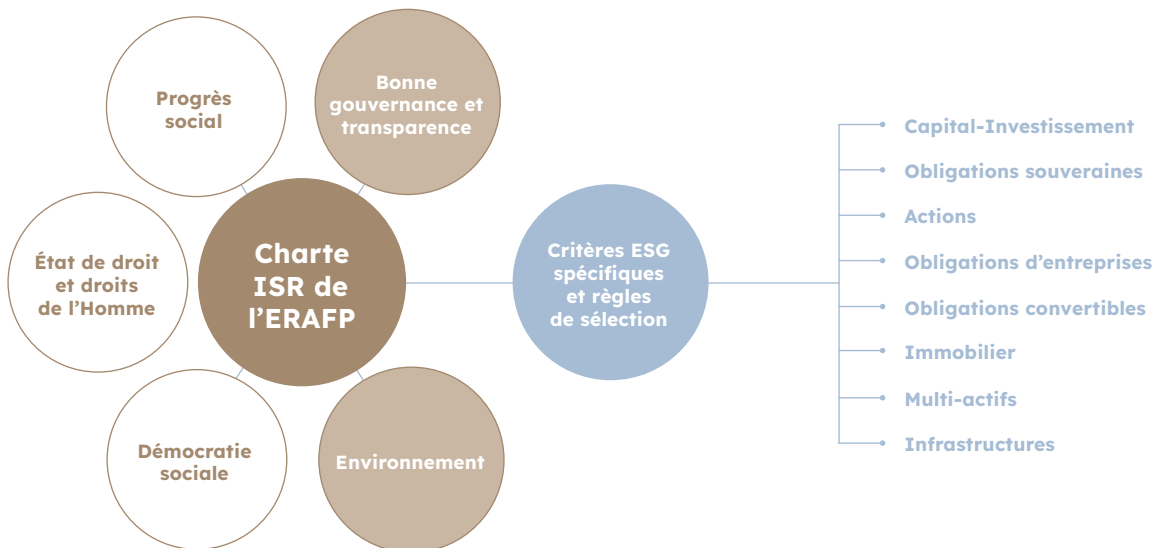 Progrès
social
Bonne
gouvernance et
transparence
État de droit
et droits
de l'Homme
Charte
ISR de
l'ERAFP
Démocratie
sociale
Environnement
Critères ESG
spécifiques
et règles
de sélection
Capital-Investissement
Obligations souveraines
Actions
Obligations d'entreprises
Obligations convertibles
Immobilier
Multi-actifs
Infrastructures